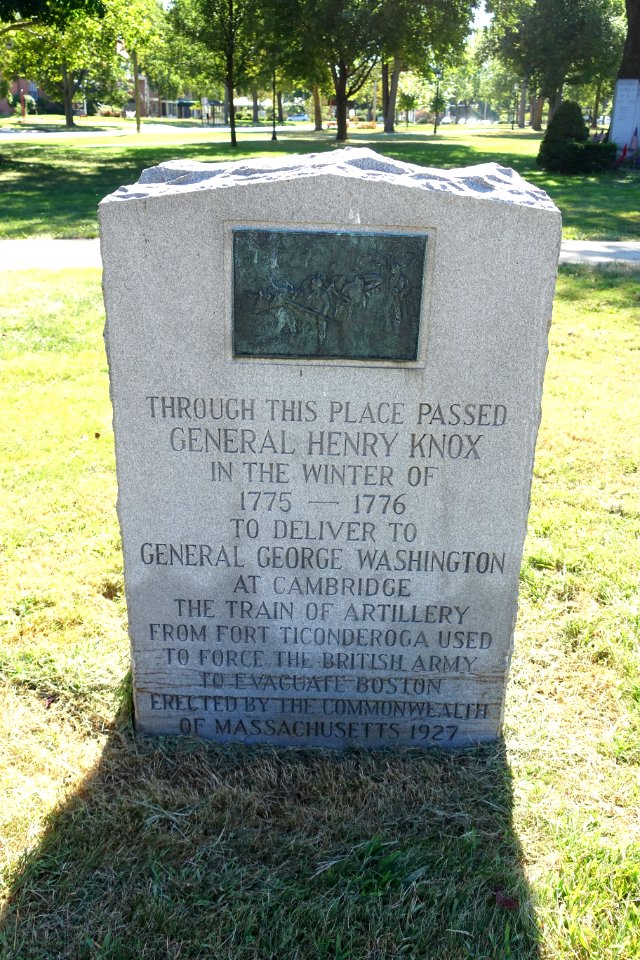 THROUGH THIS PLACE PASSED
GENERAL HENRY KNOX
IN THE WINTER OF
1775 — 1776
TO DELIVER TO
GENERAL GEORGE WASHINGTON
AT CAMBRIDGE
THE TRAIN OF ARTILLERY
FROM FORT TICONDEROGA USED
TO FORCE THE BRITISH ARMY
TO EVACUATE BOSTON
ERECTED BY THE COMMONWEALTH
OF MASSACHUSETTS 1927